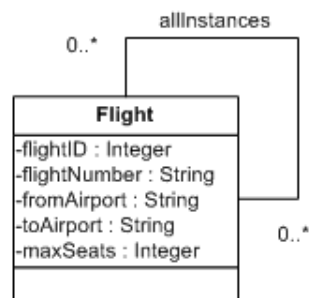 allInstances
0..*
Flight
-flightID : Integer
-flightNumber : String
-fromAirport : String
-toAirport : String
-maxSeats : Integer
0..*